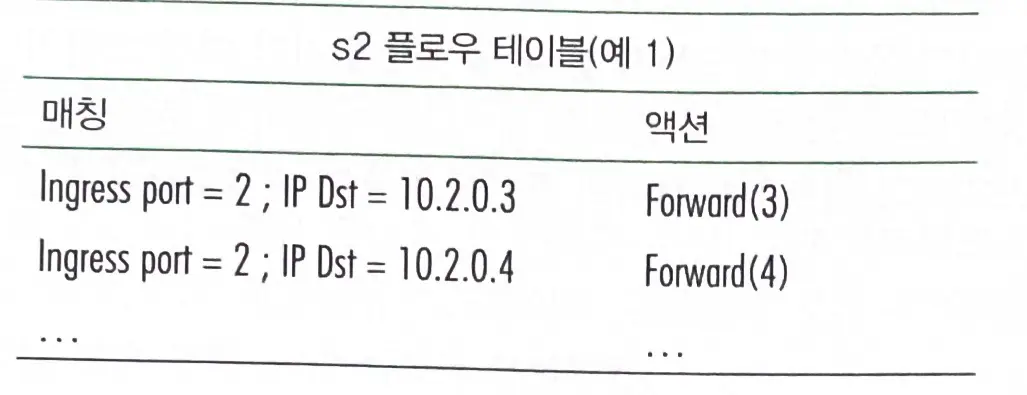 s2 플로우 테이블(예 1)
매칭 액션
Ingress port = 2 ; IP Dst = 10.2.0.3 Forward(3)
Ingress port = 2 ; IP Dst = 10.2.0.4 Forward(4)
... ...